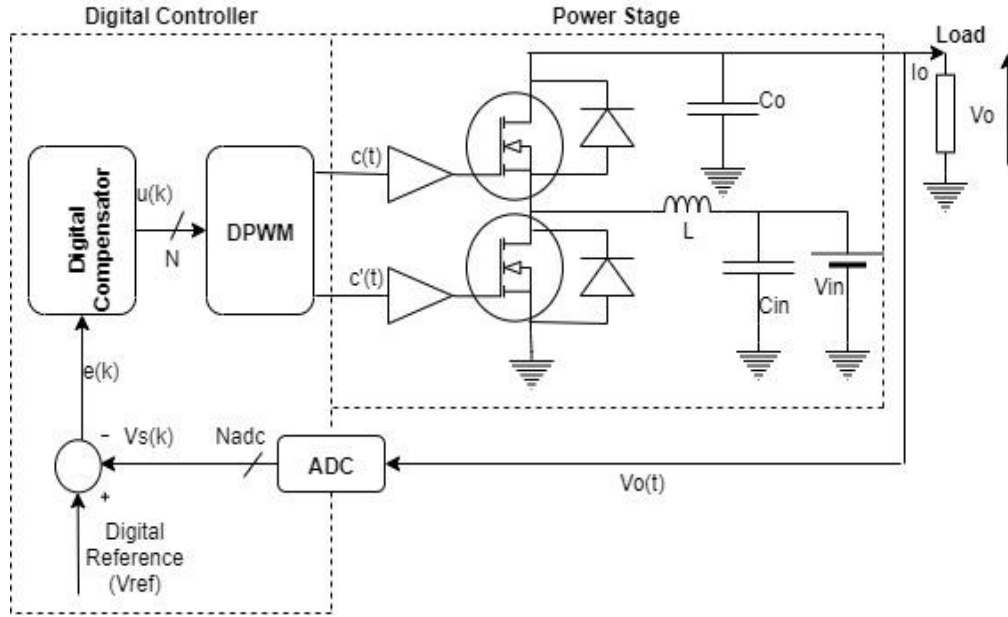 Digital Controller
Power Stage
Load
Io
Vo
Co
c(t)
u(k)
Digital
Compensator
DPWM
N
L
c'(t)
Cin
Vin
e(k)
−
Vs(k)
Nadc
ADC
Vo(t)
+
Digital
Reference
(Vref)